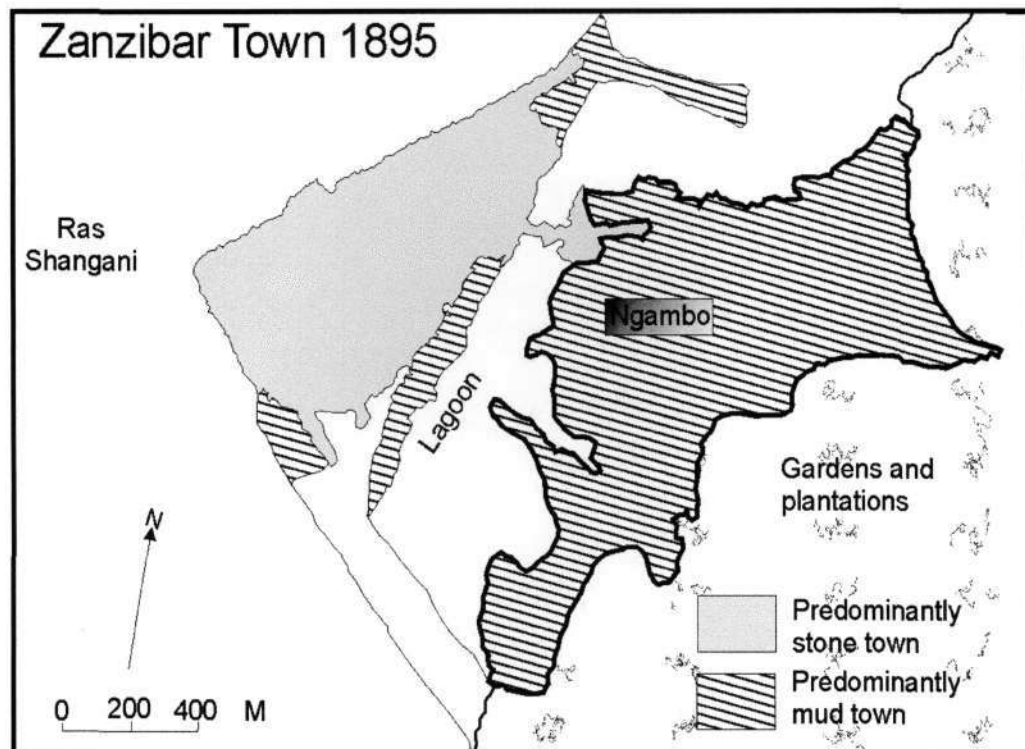 Zanzibar Town 1895
Ras
Shangani
Ngambo
Lagoon
Gardens and
plantations
N
Predominantly
stone town
Predominantly
mud town
0 200 400 M